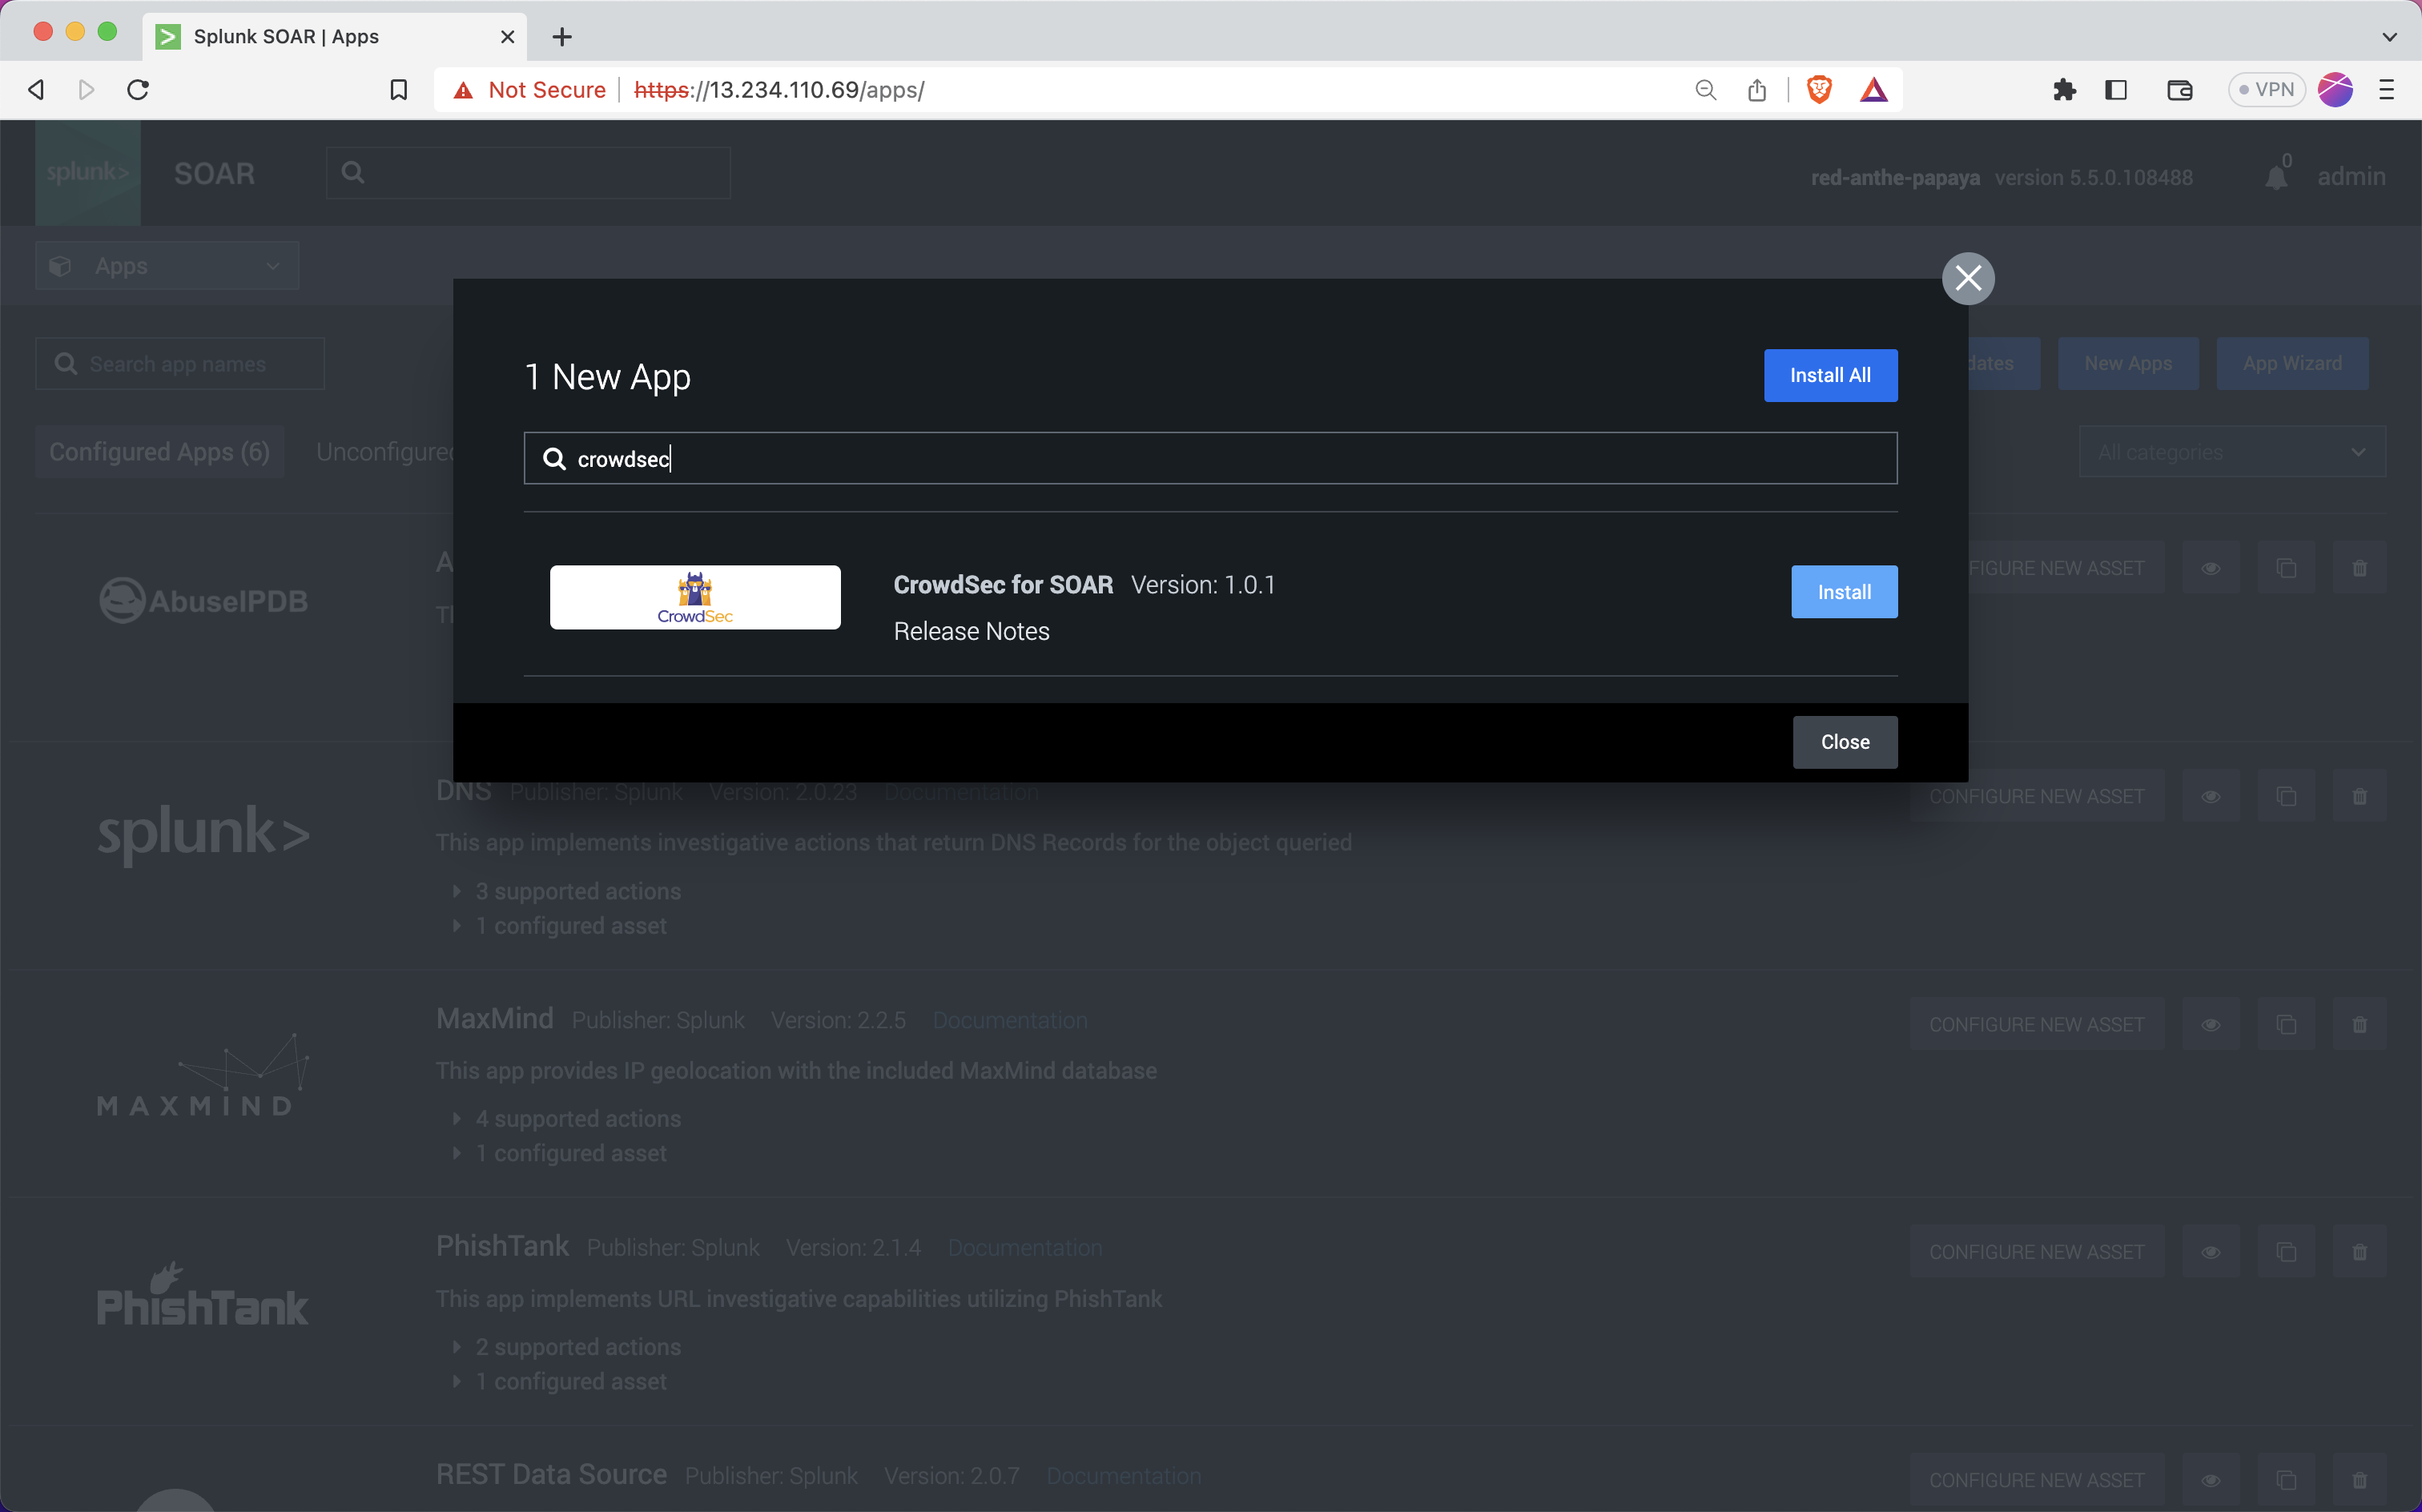 Splunk SOAR | Apps
Not Secure https://13.234.110.69/apps/
VPN
splunk> SOAR
red-anthe-papaya version 5.5.0.108488 0 admin
Apps
Search app names
dates New Apps App Wizard
1 New App Install All
Configured Apps (6) Unconfigured
All categories
crowdsec
AbuseIPDB
A
FIGURE NEW ASSET
CrowdSec
CrowdSec for SOAR Version: 1.0.1 Install
Release Notes
Close
splunk>
DNS Publisher: Splunk Version: 2.0.23 Documentation CONFIGURE NEW ASSET
This app implements investigative actions that return DNS Records for the object queried
3 supported actions
1 configured asset
MAXMIND
MaxMind Publisher: Splunk Version: 2.2.5 Documentation CONFIGURE NEW ASSET
This app provides IP geolocation with the included MaxMind database
4 supported actions
1 configured asset
PhishTank
PhishTank Publisher: Splunk Version: 2.1.4 Documentation CONFIGURE NEW ASSET
This app implements URL investigative capabilities utilizing PhishTank
2 supported actions
1 configured asset
REST Data Source Publisher: Splunk Version: 2.0.7 Documentation CONFIGURE NEW ASSET